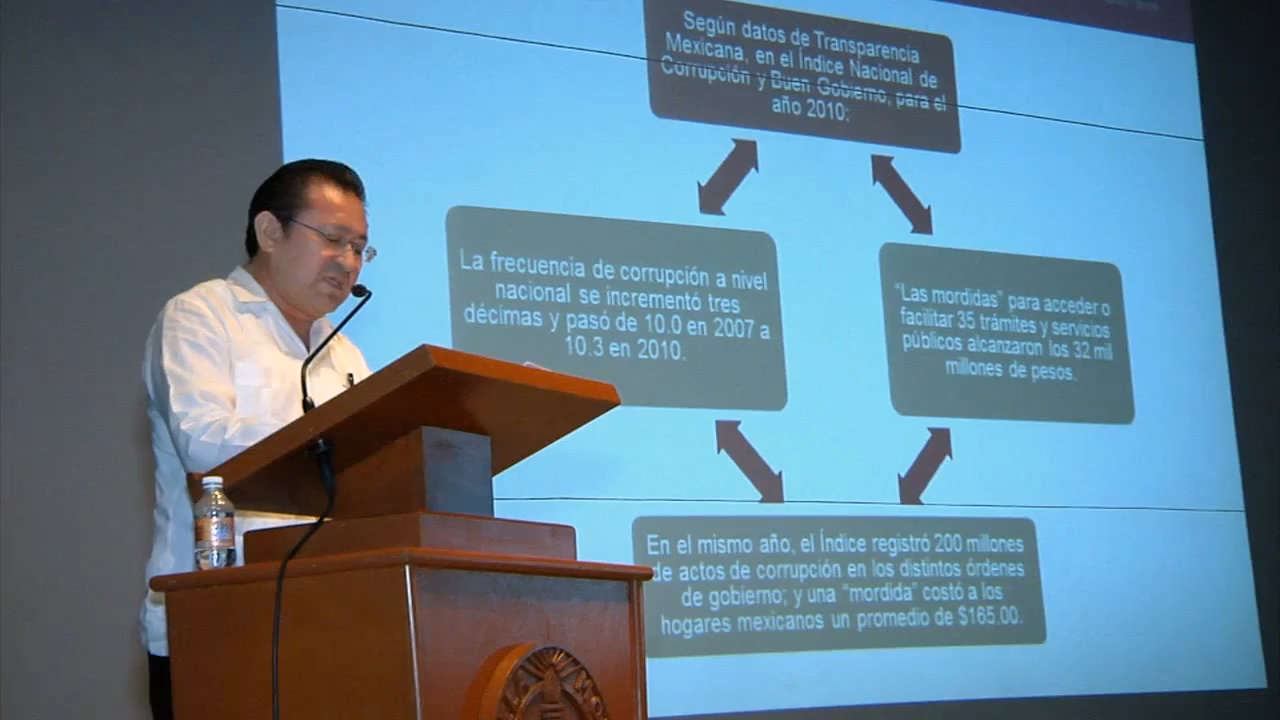 Según datos de Transparencia
Mexicana, en el Índice Nacional de
Corrupción y Buen Gobierno, para el
año 2010:
La frecuencia de corrupción a nivel
nacional se incrementó tres
décimas y pasó de 10.0 en 2007 a
10.3 en 2010.
"Las mordidas" para acceder o
facilitar 35 trámites y servicios
públicos alcanzaron los 32 mil
millones de pesos.
En el mismo año, el Índice registró 200 millones
de actos de corrupción en los distintos órdenes
de gobierno; y una "mordida" costó a los
hogares mexicanos un promedio de $165.00.